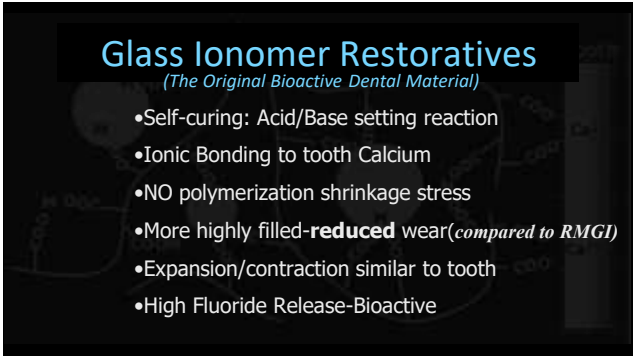 Glass Ionomer Restoratives
(The Original Bioactive Dental Material)
•Self-curing: Acid/Base setting reaction
•Ionic Bonding to tooth Calcium
•NO polymerization shrinkage stress
•More highly filled-reduced wear(compared to RMGI)
•Expansion/contraction similar to tooth
•High Fluoride Release-Bioactive